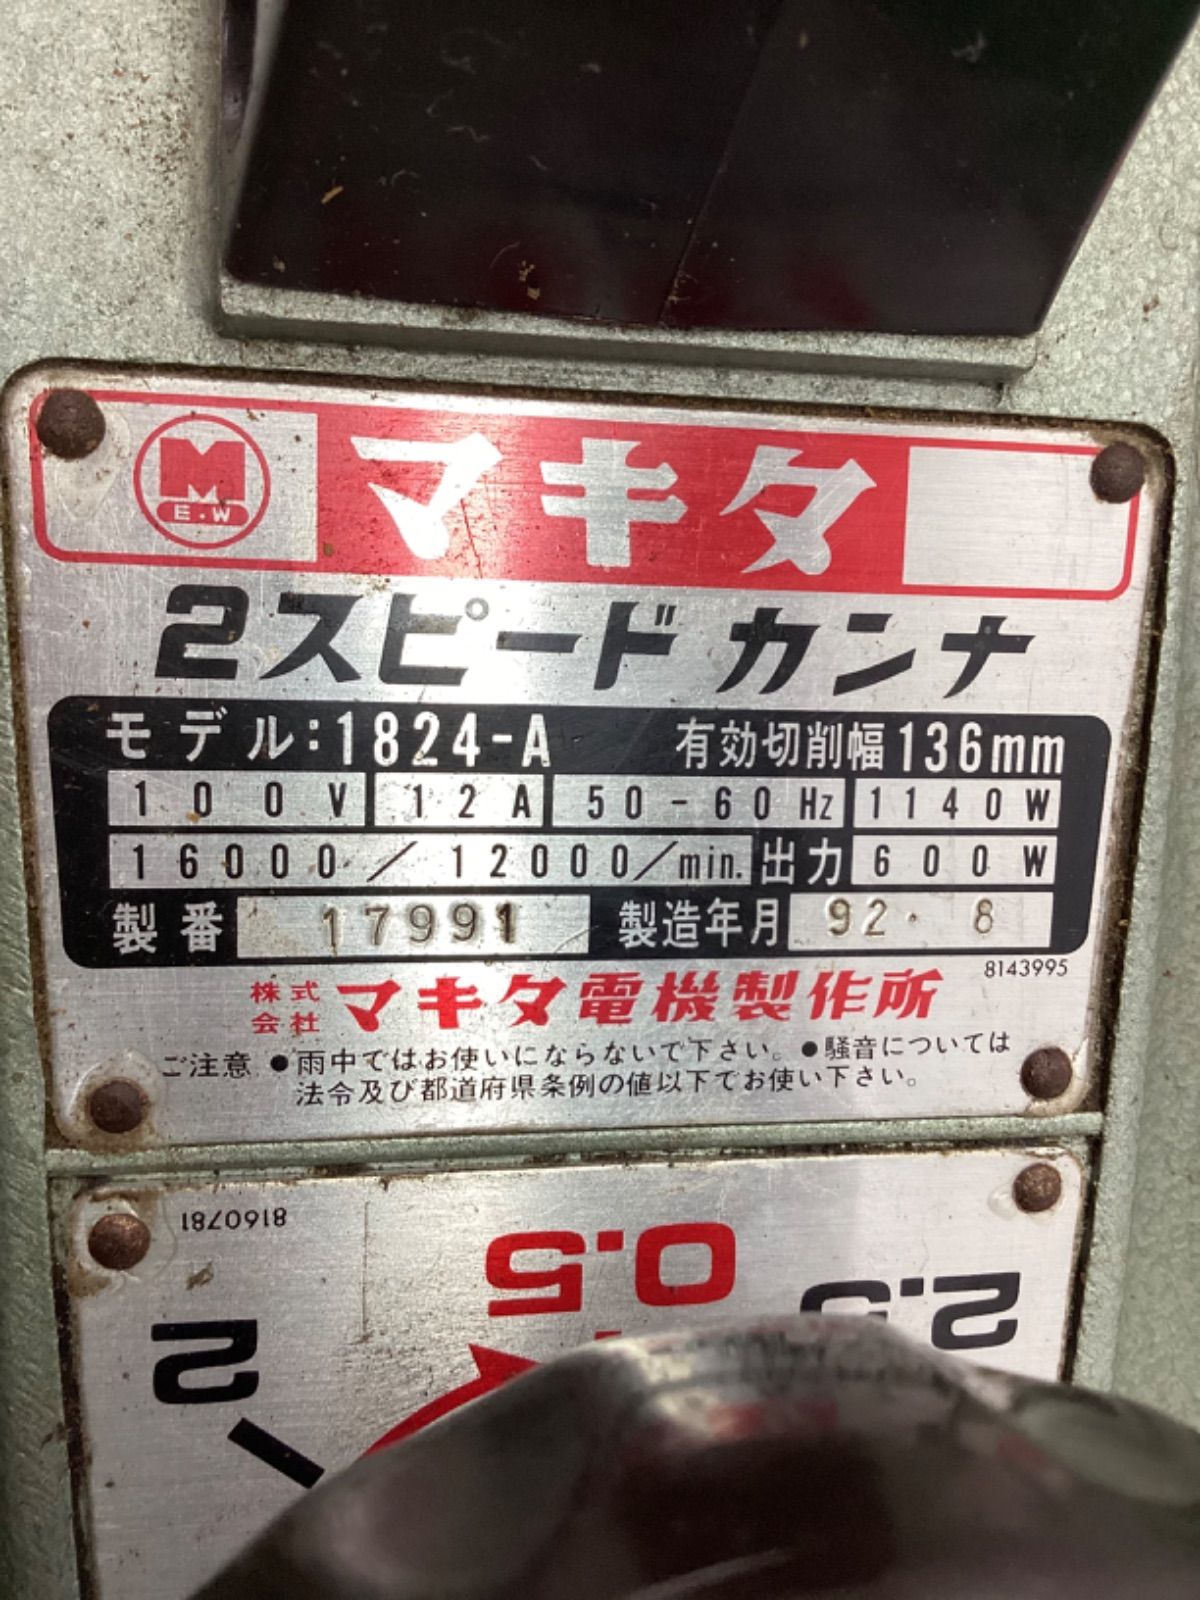 M
E・W
マキタ
2スピード カンナ
モデル:1824-A 有効切削幅136mm
100V 12A 50-60Hz 1140W
16000/12000/min. 出力 600W
製番 17991 製造年月 92.8
8143995
株式会社 マキタ電機製作所
ご注意 ●雨中ではお使いにならないで下さい。●騒音については
法令及び都道府県条例の値以下でお使い下さい。
8160781
0.5
2